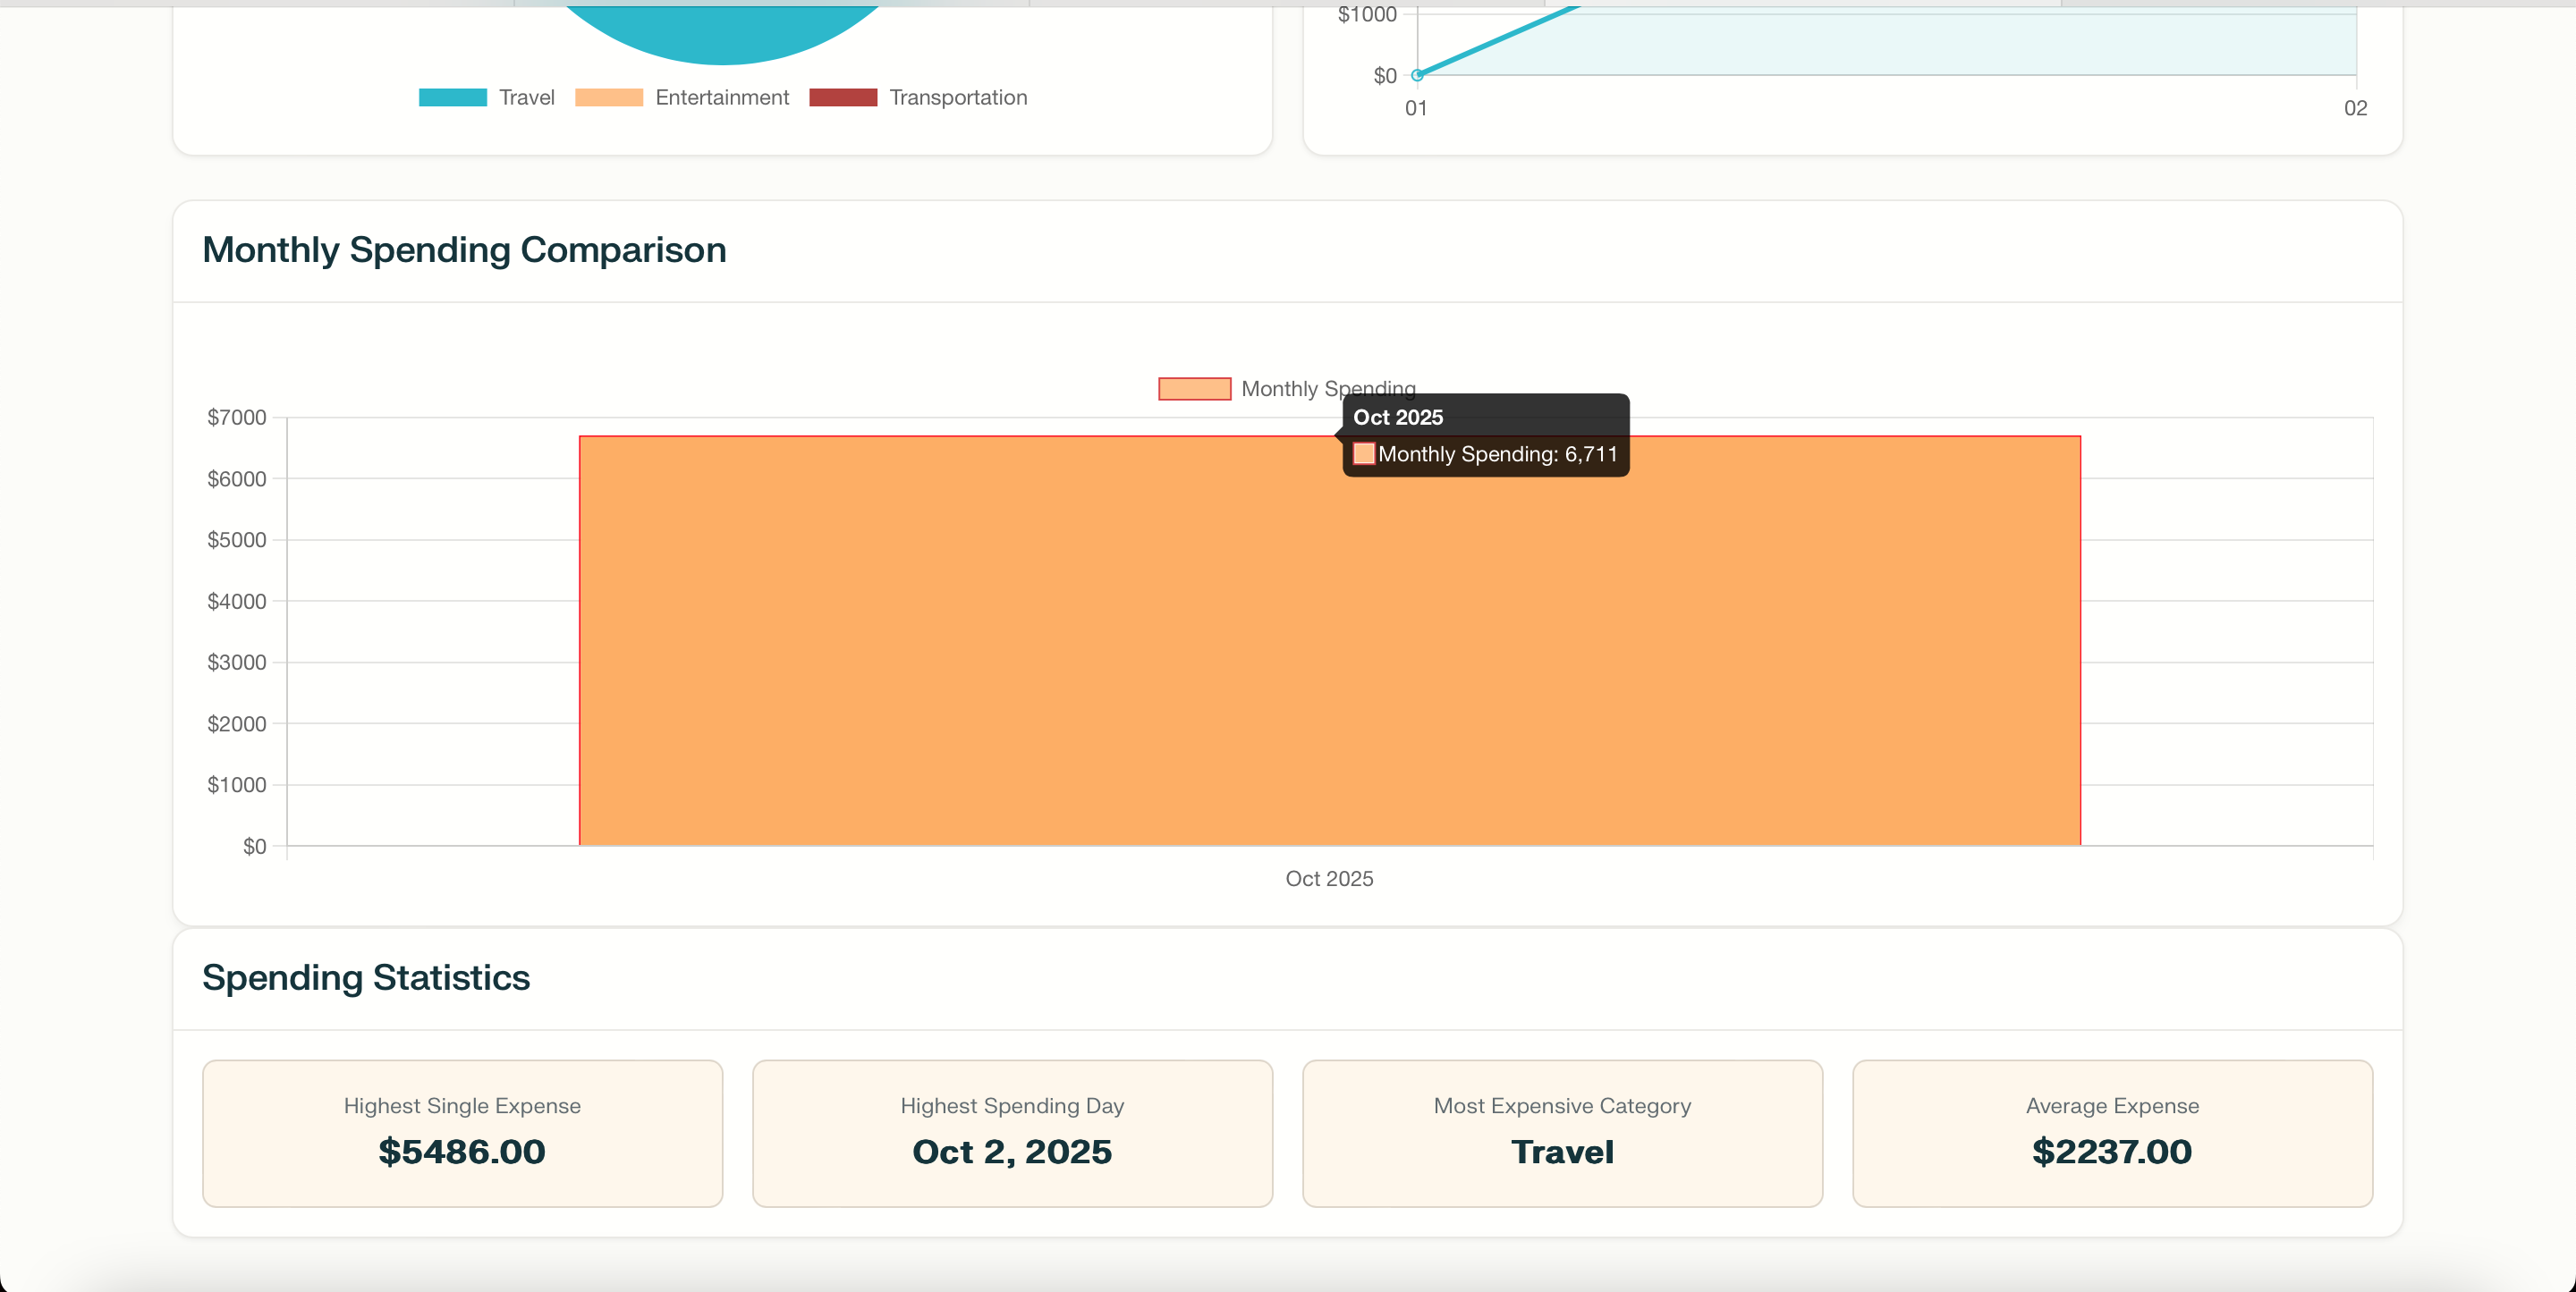 $1000
$0
01 02
Travel Entertainment Transportation
Monthly Spending Comparison
Monthly Spending
Oct 2025
Monthly Spending: 6,711
$7000
$6000
$5000
$4000
$3000
$2000
$1000
$0
Oct 2025
Spending Statistics
Highest Single Expense
$5486.00
Highest Spending Day
Oct 2, 2025
Most Expensive Category
Travel
Average Expense
$2237.00